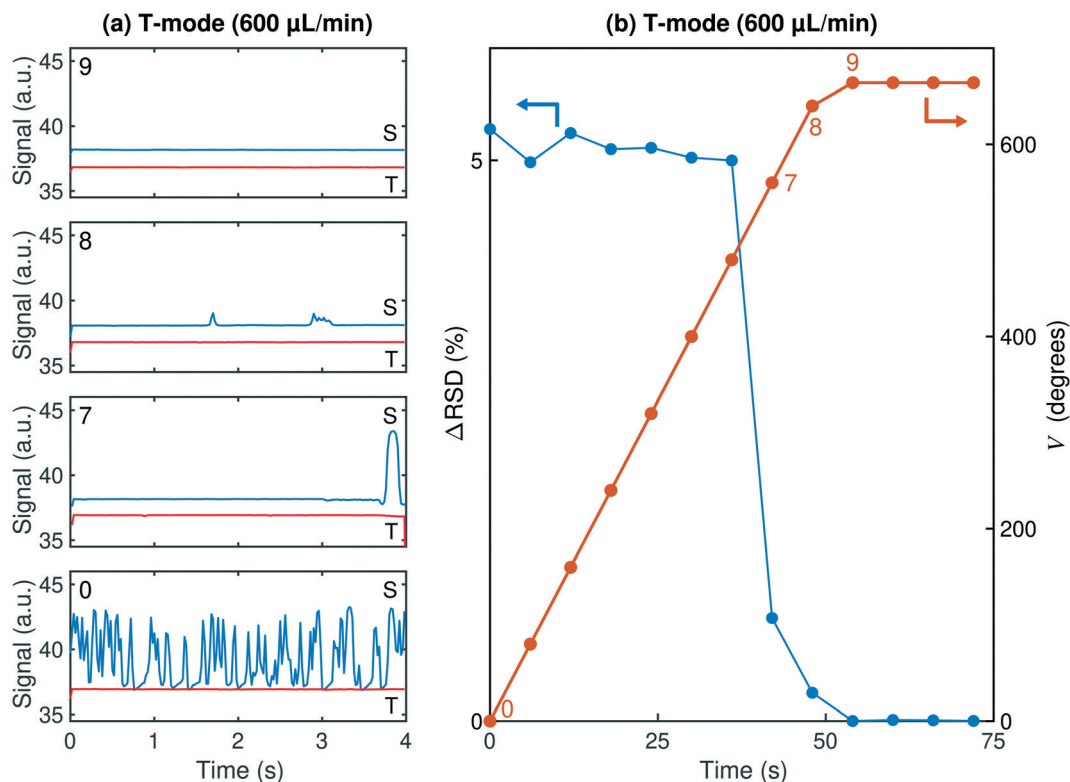 (a) T-mode (600 µL/min)
9
45
40
35
Signal (a.u.)
S
T
8
45
40
35
Signal (a.u.)
S
T
7
45
40
35
Signal (a.u.)
S
T
0
45
40
35
Signal (a.u.)
S
T
0 1 2 3 4
Time (s)
(b) T-mode (600 µL/min)
5
0
ΔRSD (%)
9
8
7
0
600
400
200
0
V (degrees)
0 25 50 75
Time (s)